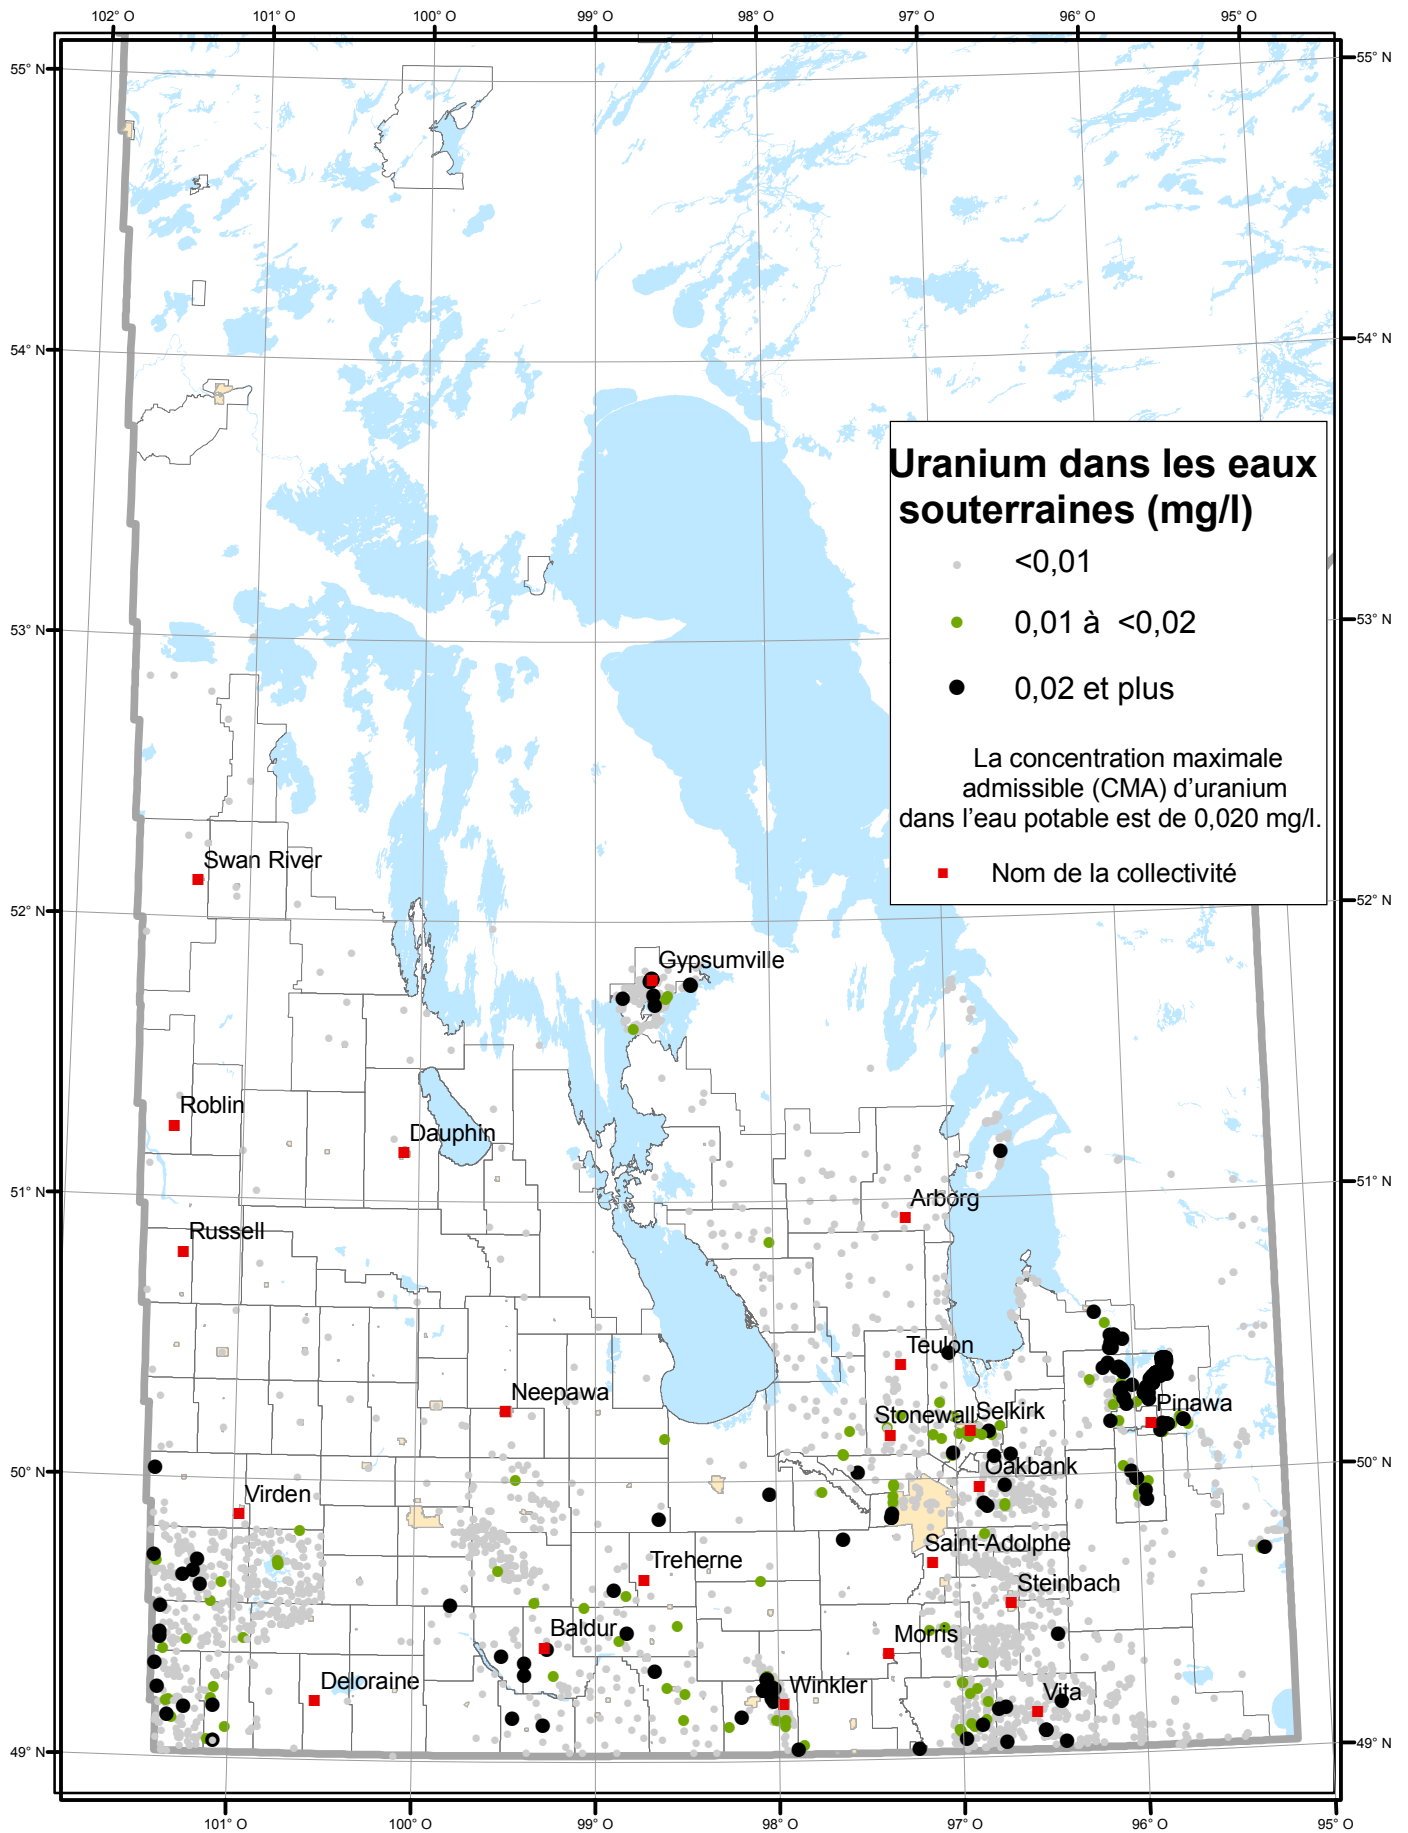 102° O 101° O 100° O 99° O 98° O 97° O 96° O 95° O
55° N 55° N
54° N 54° N
Uranium dans les eaux
souterraines (mg/l)
<0,01
0,01 à <0,02
53° N 53° N
0,02 et plus
La concentration maximale
admissible (CMA) d'uranium
dans l'eau potable est de 0,020 mg/l.
Swan River
Nom de la collectivité
52° N 52° N
Gypsumville
Roblin
Dauphin
51° N 51° N
Arborg
Russell
Teulon
Neepawa
Pinawa
Stonewall Selkirk
50° N 50° N
Oakbank
Virden
Saint-Adolphe
Treherne
Steinbach
Baldur
Morris
Deloraine
Winkler
Vita
49° N 49° N
101° O 100° O 99° O 98° O 97° O 96° O 95° O